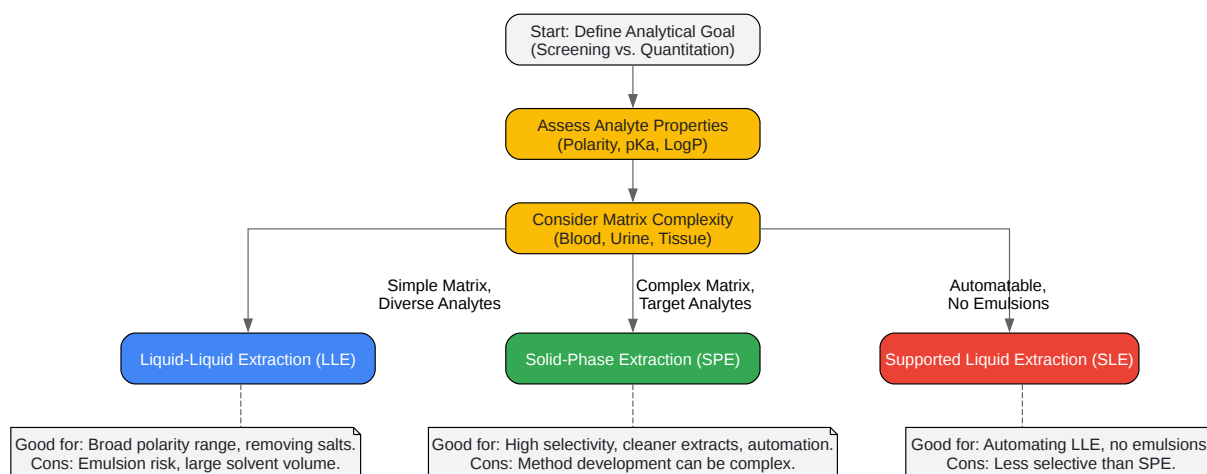 Start: Define Analytical Goal
(Screening vs. Quantitation)
Assess Analyte Properties
(Polarity, pKa, LogP)
Consider Matrix Complexity
(Blood, Urine, Tissue)
Simple Matrix,
Diverse Analytes
Complex Matrix,
Target Analytes
Automatable,
No Emulsions
Liquid-Liquid Extraction (LLE)
Solid-Phase Extraction (SPE)
Supported Liquid Extraction (SLE)
Good for: Broad polarity range, removing salts.
Cons: Emulsion risk, large solvent volume.
Good for: High selectivity, cleaner extracts, automation.
Cons: Method development can be complex.
Good for: Automating LLE, no emulsions
Cons: Less selective than SPE.